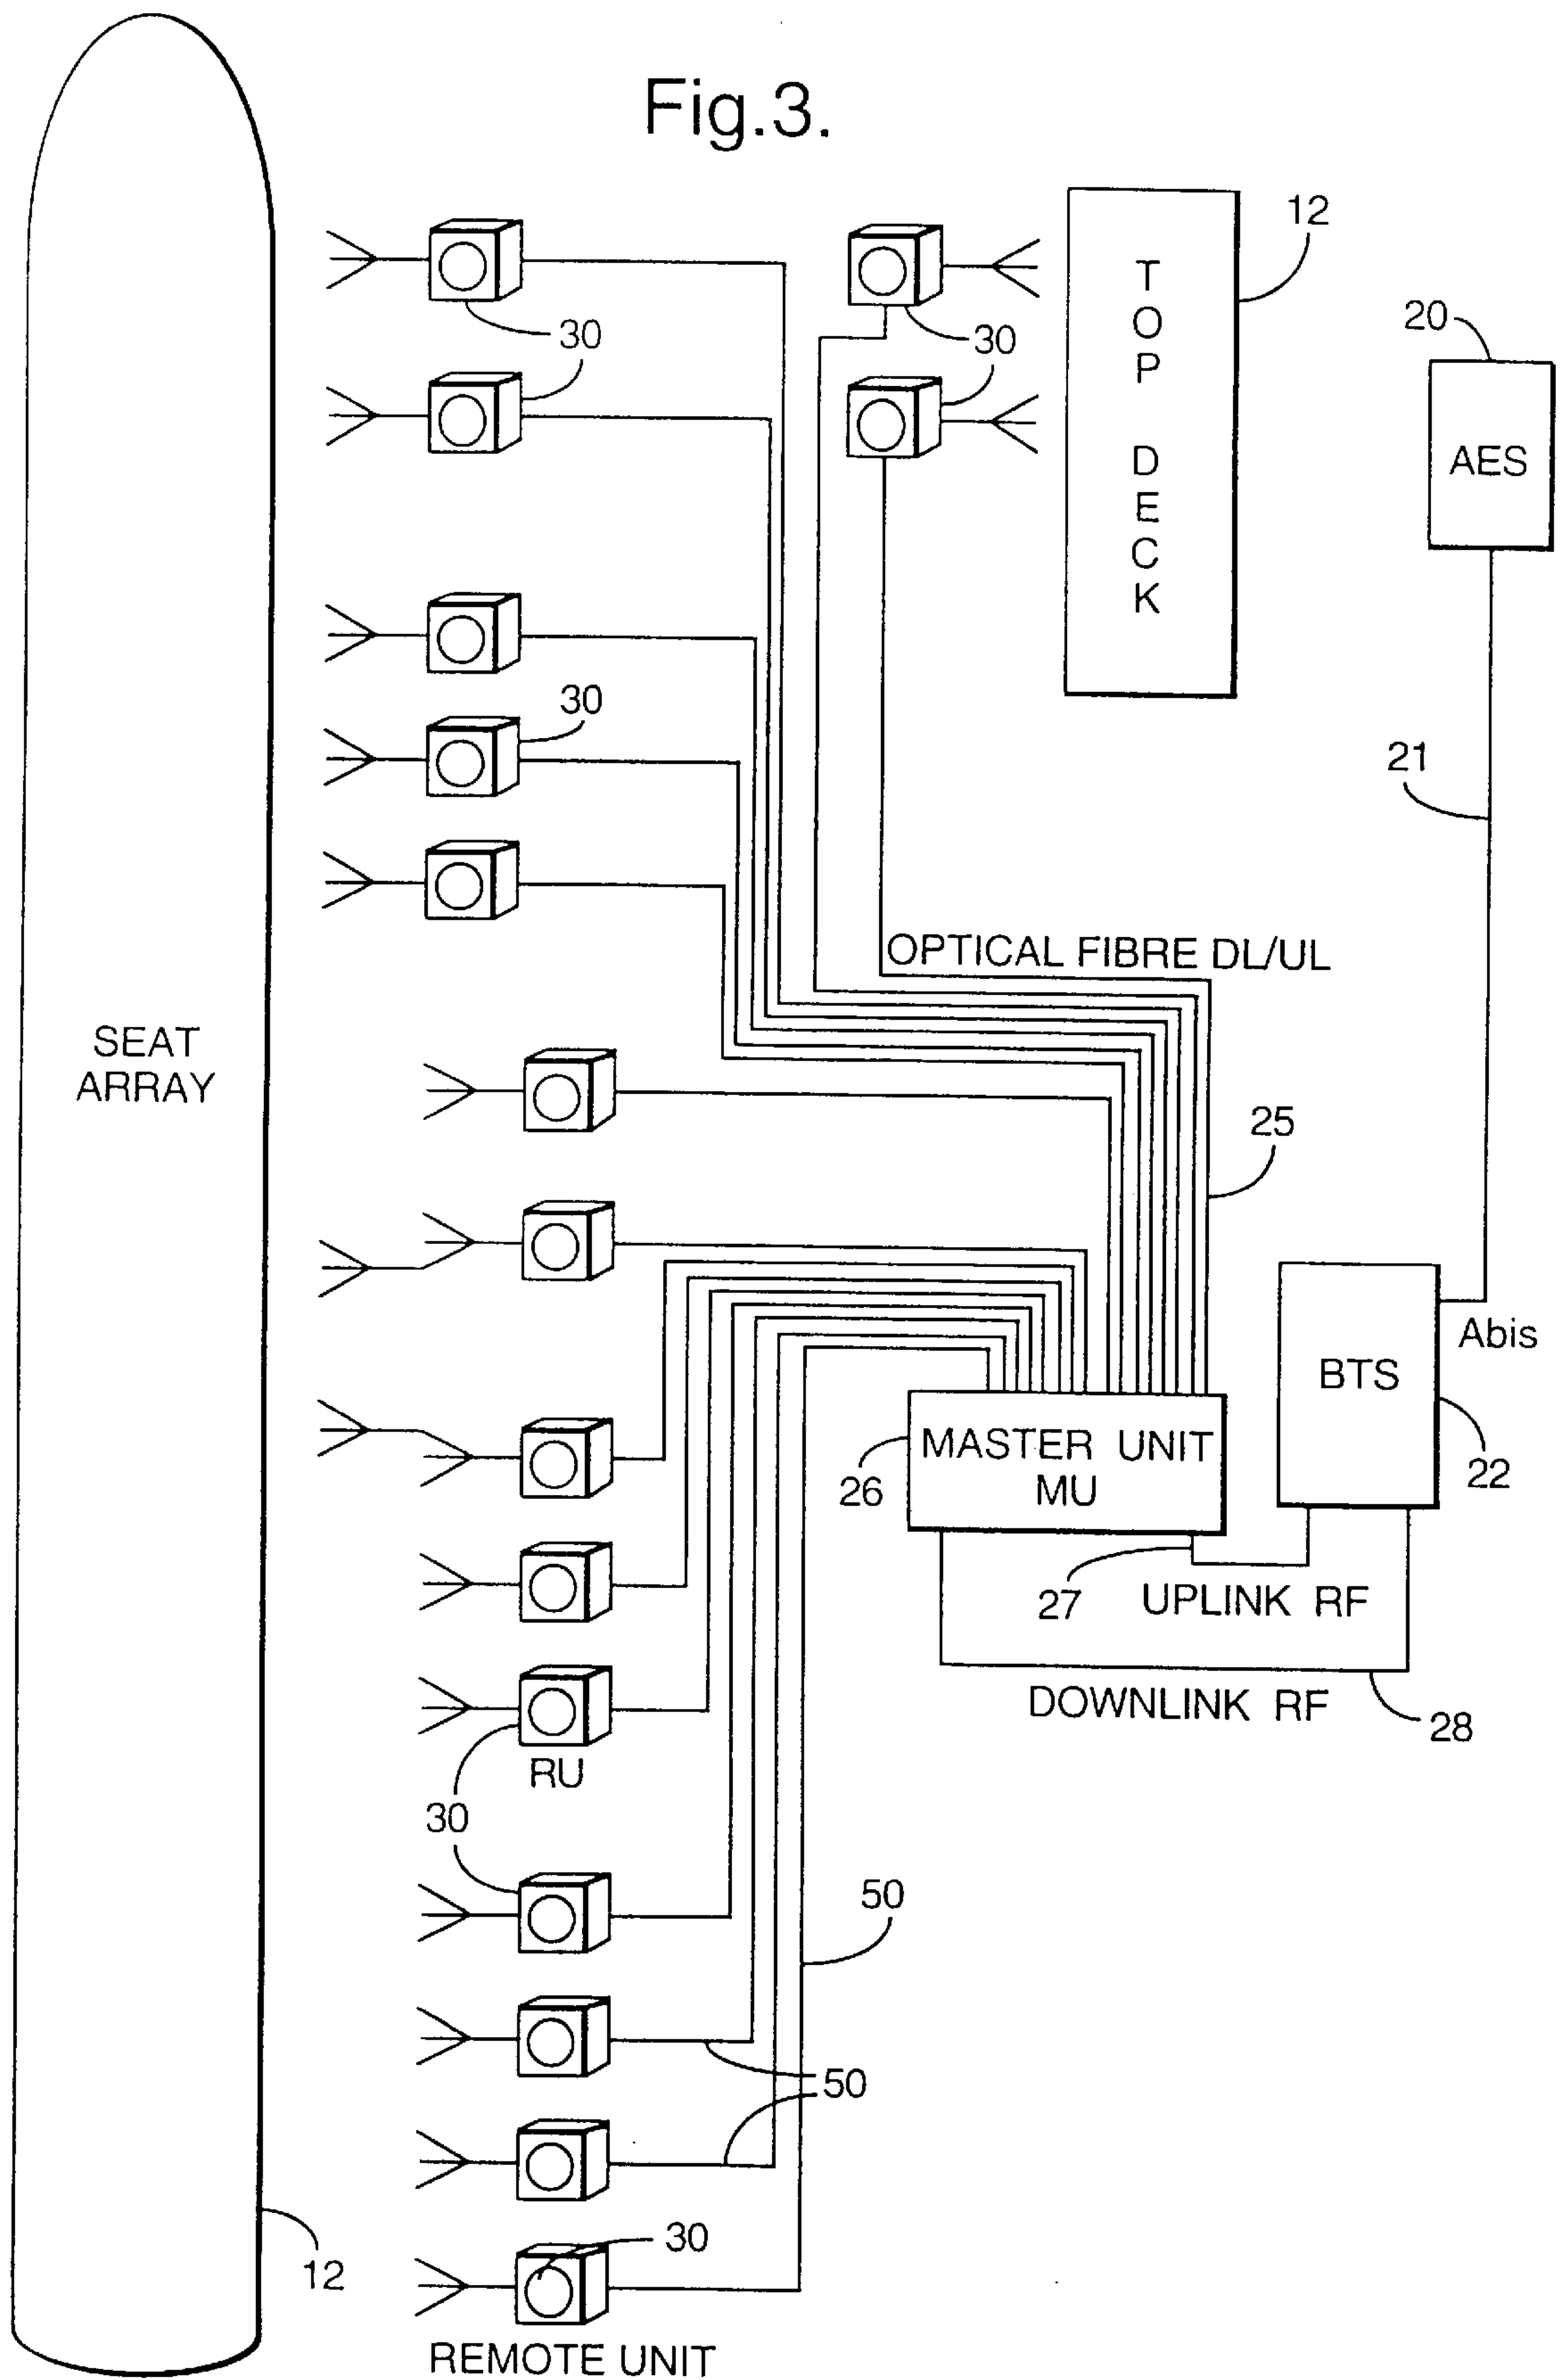 Fig.3.
12
30
30
TOP DECK
20
AES
30
21
OPTICAL FIBRE DL/UL
SEAT
ARRAY
25
Abis
BTS
MASTER UNIT
MU
26
22
27
UPLINK RF
DOWNLINK RF
28
RU
30
50
50
30
12
REMOTE UNIT